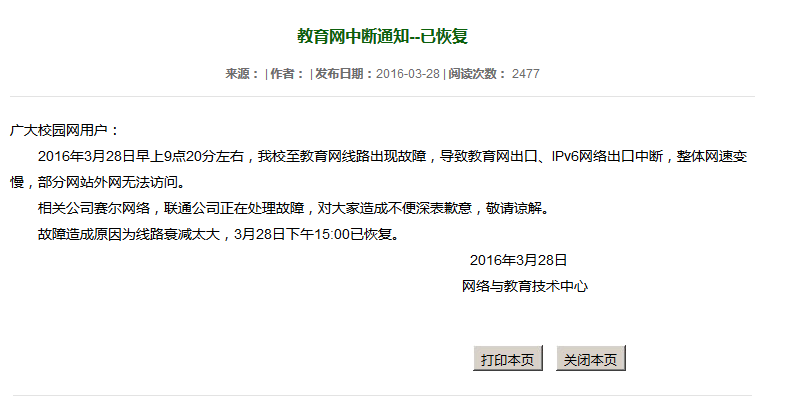 教育网中断通知--已恢复
来源： | 作者： | 发布日期：2016-03-28 | 阅读次数： 2477
广大校园网用户：
2016年3月28日早上9点20分左右，我校至教育网线路出现故障，导致教育网出口、IPv6网络出口中断，整体网速变
慢，部分网站外网无法访问。
相关公司赛尔网络，联通公司正在处理故障，对大家造成不便深表歉意，敬请谅解。
故障造成原因为线路衰减太大，3月28日下午15:00已恢复。
2016年3月28日
网络与教育技术中心
打印本页 关闭本页